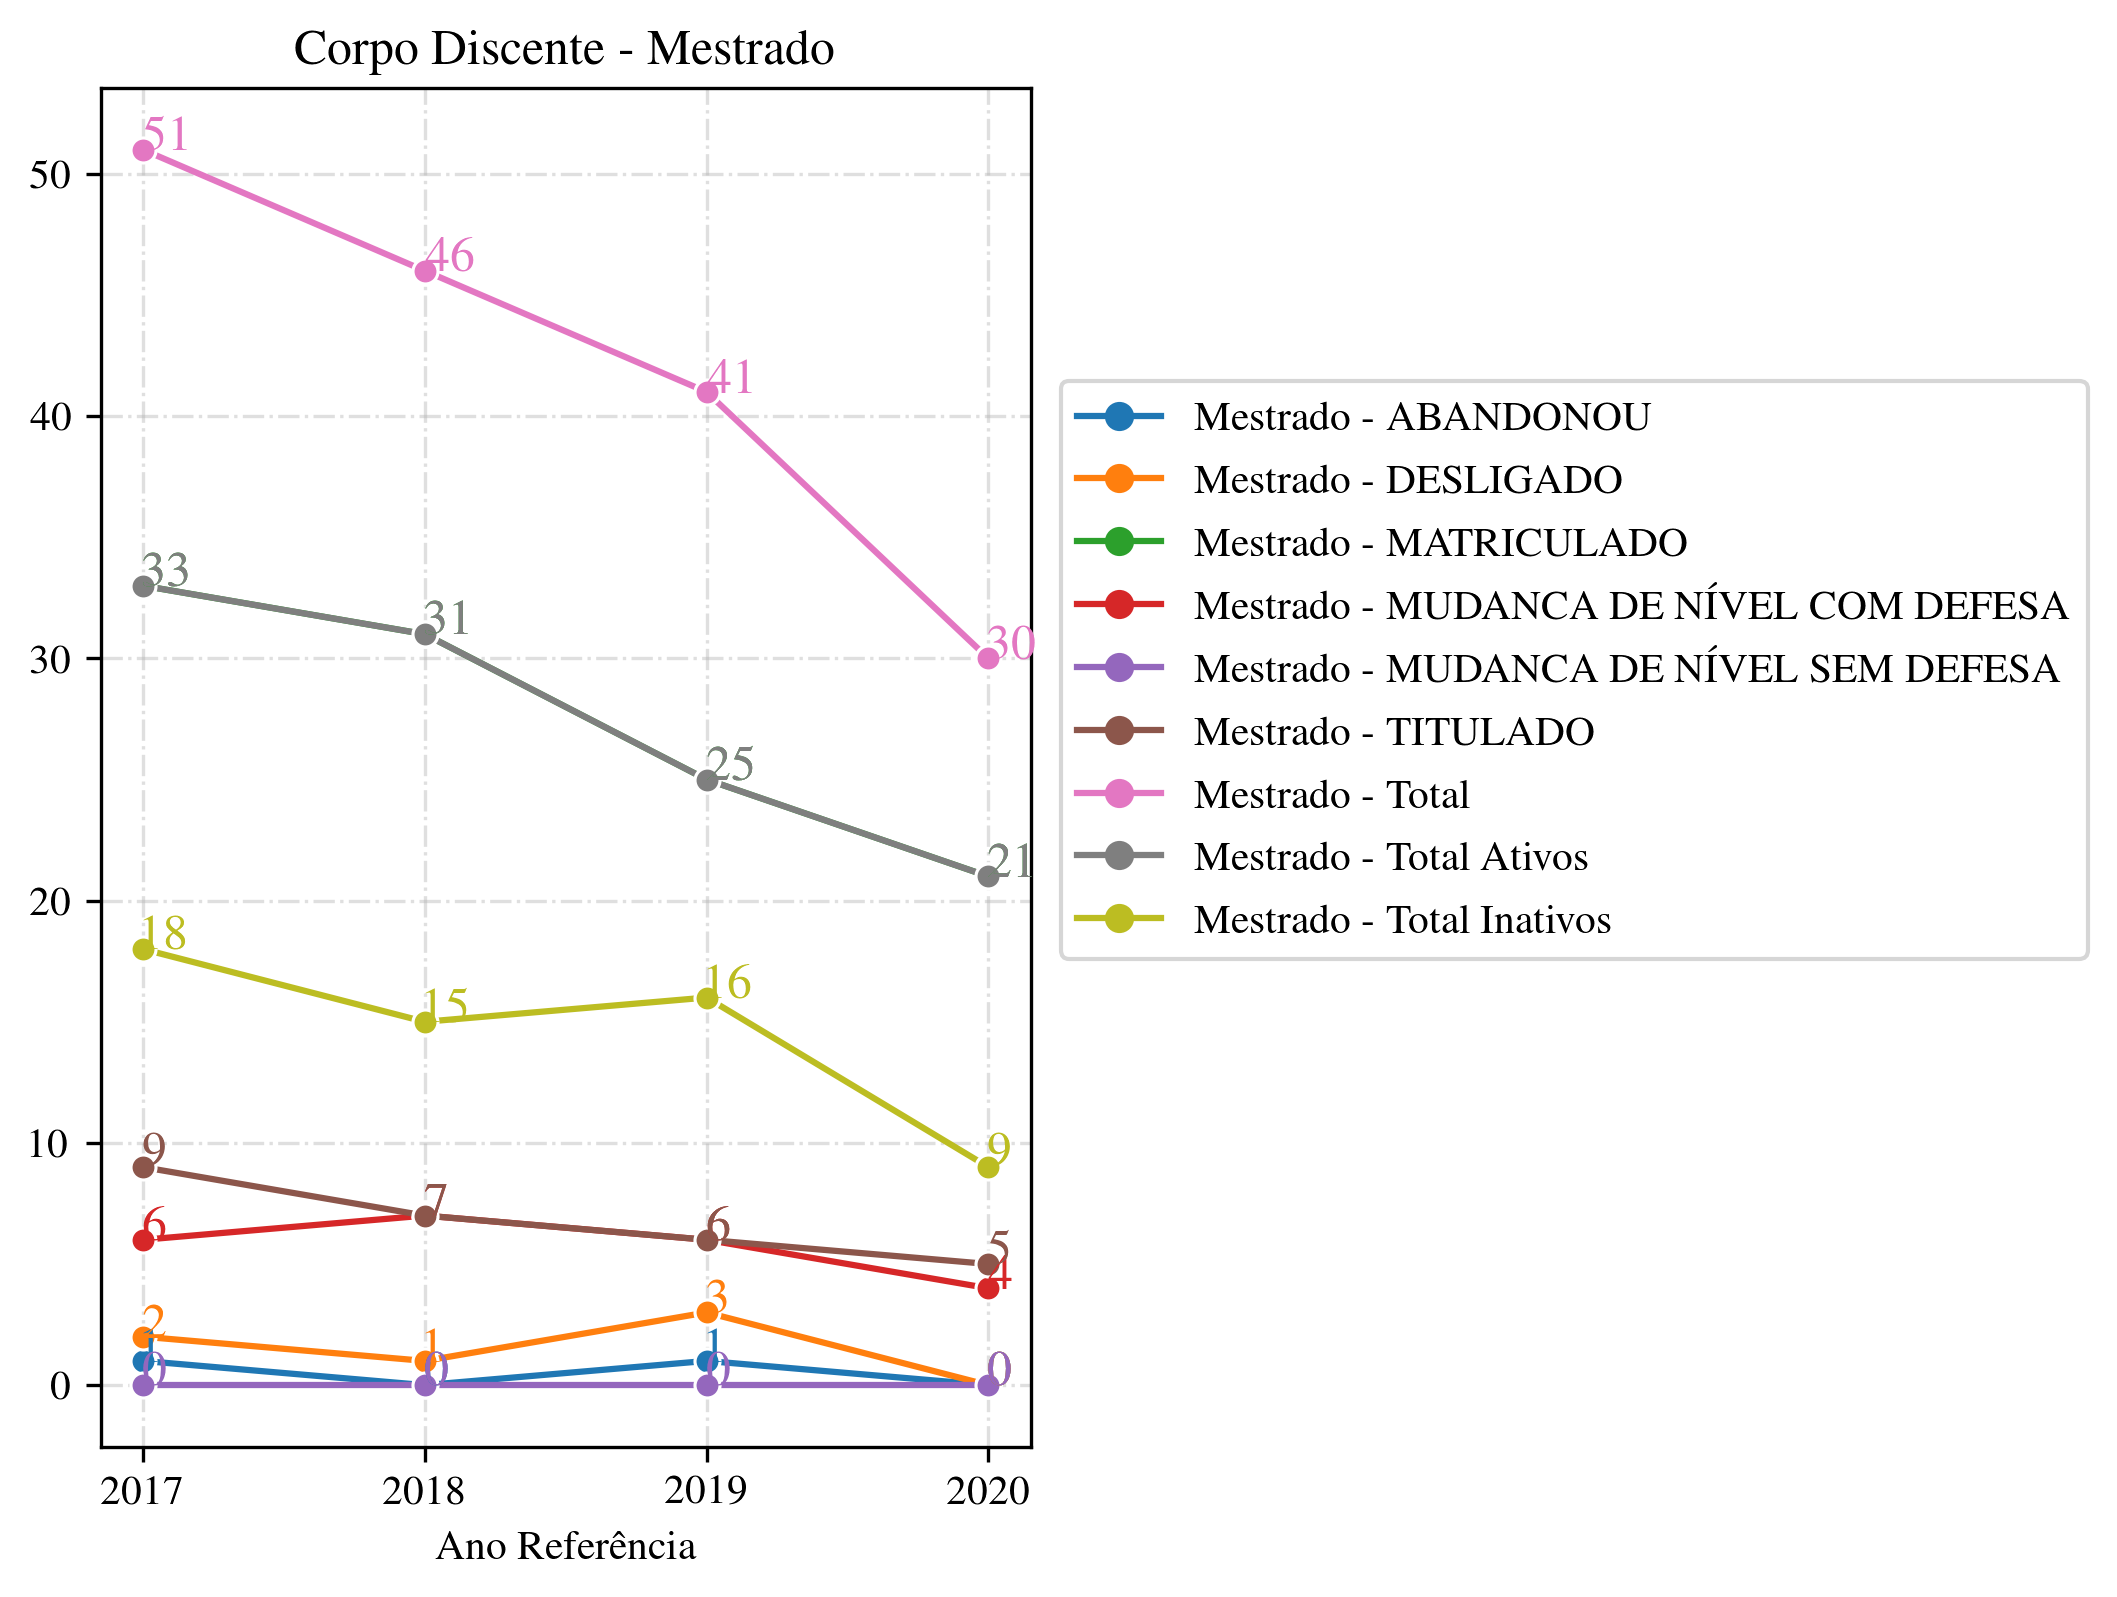 Corpo Discente - Mestrado
50
40
30
20
10
0
51
46
41
30
33
31
25
21
18
15
16
9
9
7
6
5
6
4
2
1
3
1
1
0
0
0
0
2017 2018 2019 2020
Ano Referência
Mestrado - ABANDONOU
Mestrado - DESLIGADO
Mestrado - MATRICULADO
Mestrado - MUDANCA DE NÍVEL COM DEFESA
Mestrado - MUDANCA DE NÍVEL SEM DEFESA
Mestrado - TITULADO
Mestrado - Total
Mestrado - Total Ativos
Mestrado - Total Inativos